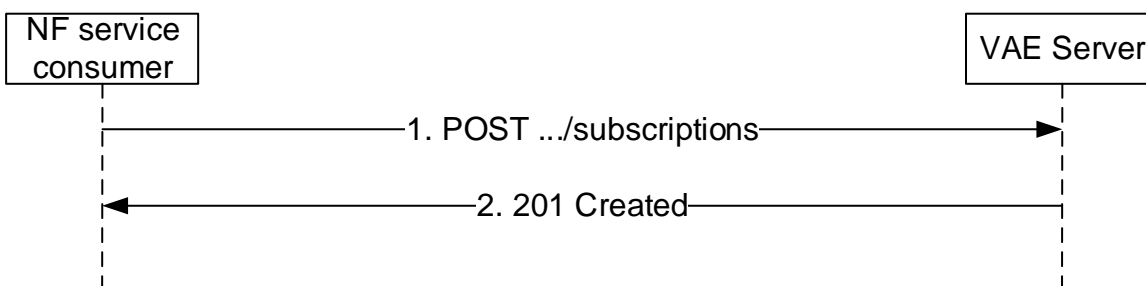 NF service
consumer
VAE Server
1. POST .../subscriptions
2. 201 Created